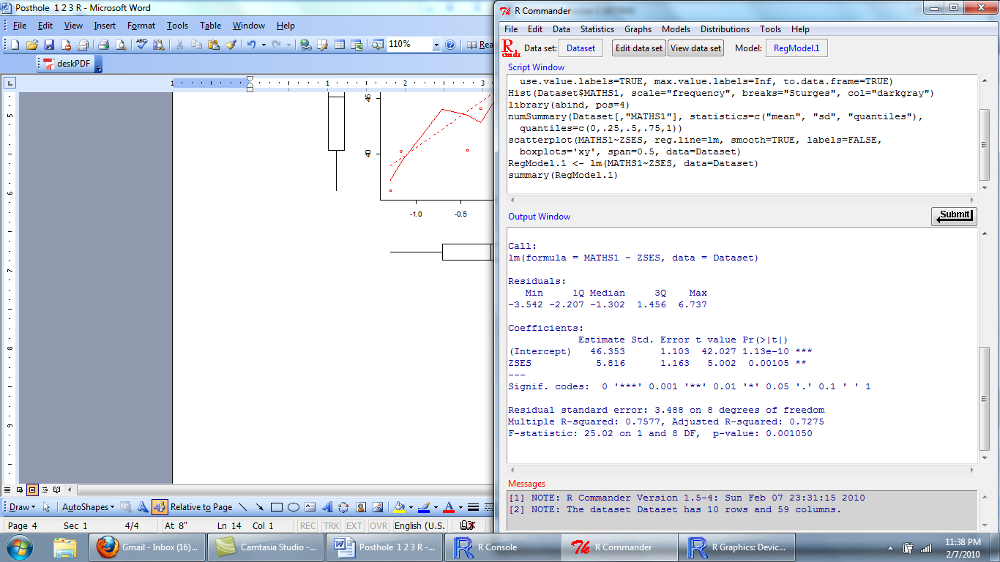 Posthole 1 2 3 R - Microsoft Word
File Edit View Insert Format Tools Table Window Help
110%
Rea
deskPDF
1 1 2 3
45
40
-1.0 -0.5
5
6
7
8
9
Draw AutoShapes Relative to Page
Page 4 Sec 1 4/4 At 8" Ln 14 Col 1 REC TRK EXT OVR English (U.S.
R Commander
File Edit Data Statistics Graphs Models Distributions Tools Help
R cmdr Data set: Dataset Edit data set View data set Model: RegModel.1
Script Window
use.value.labels=TRUE, max.value.labels=Inf, to.data.frame=TRUE)
Hist(Dataset$MATHS1, scale="frequency", breaks="Sturges", col="darkgray")
library(abind, pos=4)
numSummary(Dataset[,"MATHS1"], statistics=c("mean", "sd", "quantiles"),
quantiles=c(0,.25,.5,.75,1))
scatterplot(MATHS1~ZSES, reg.line=lm, smooth=TRUE, labels=FALSE,
boxplots='xy', span=0.5, data=Dataset)
RegModel.1 <- lm(MATHS1~ZSES, data=Dataset)
summary(RegModel.1)
Output Window
Submit
Call:
lm(formula = MATHS1 ~ ZSES, data = Dataset)
Residuals:
Min 1Q Median 3Q Max
-3.542 -2.207 -1.302 1.456 6.737
Coefficients:
Estimate Std. Error t value Pr(>|t|)
(Intercept) 46.353 1.103 42.027 1.13e-10 ***
ZSES 5.816 1.163 5.002 0.00105 **
---
Signif. codes: 0 '***' 0.001 '**' 0.01 '*' 0.05 '.' 0.1 ' ' 1
Residual standard error: 3.488 on 8 degrees of freedom
Multiple R-squared: 0.7577, Adjusted R-squared: 0.7275
F-statistic: 25.02 on 1 and 8 DF, p-value: 0.001050
Messages
[1] NOTE: R Commander Version 1.5-4: Sun Feb 07 23:31:15 2010
[2] NOTE: The dataset Dataset has 10 rows and 59 columns.
Gmail - Inbox (16)... Camtasia Studio -... Posthole 1 2 3 R -... R Console R Commander R Graphics: Devic...
11:38 PM
2/7/2010